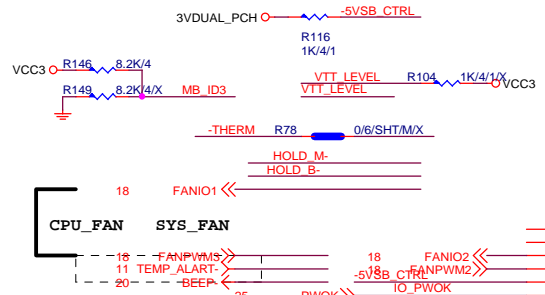 3VDUAL_PCH -5VSB_CTRL
R116
1K/4/1
R146 8.2K/4
VCC3
R149 8.2K/4/X MB_ID3
VTT_LEVEL R104 1K/4/1/X
VTT_LEVEL VCC3
-THERM R78 0/6/SHT/M/X
HOLD_M-
HOLD_B-
18 FANIO1
CPU_FAN SYS_FAN
18 FANPWM3 18 FANIO2
11 TEMP_ALART- 18 FANPWM2
20 BEEP- -5VSB_CTRL
IO_PWOK
25 PWOK